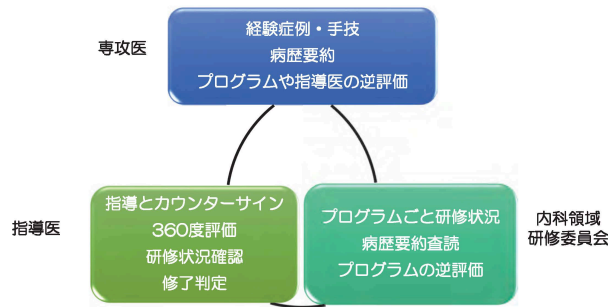 専攻医
経験症例・手技
病歴要約
プログラムや指導医の逆評価
指導医
指導とカウンターサイン
360度評価
研修状況確認
修了判定
プログラムごと研修状況
病歴要約査読
プログラムの逆評価
内科領域
研修委員会